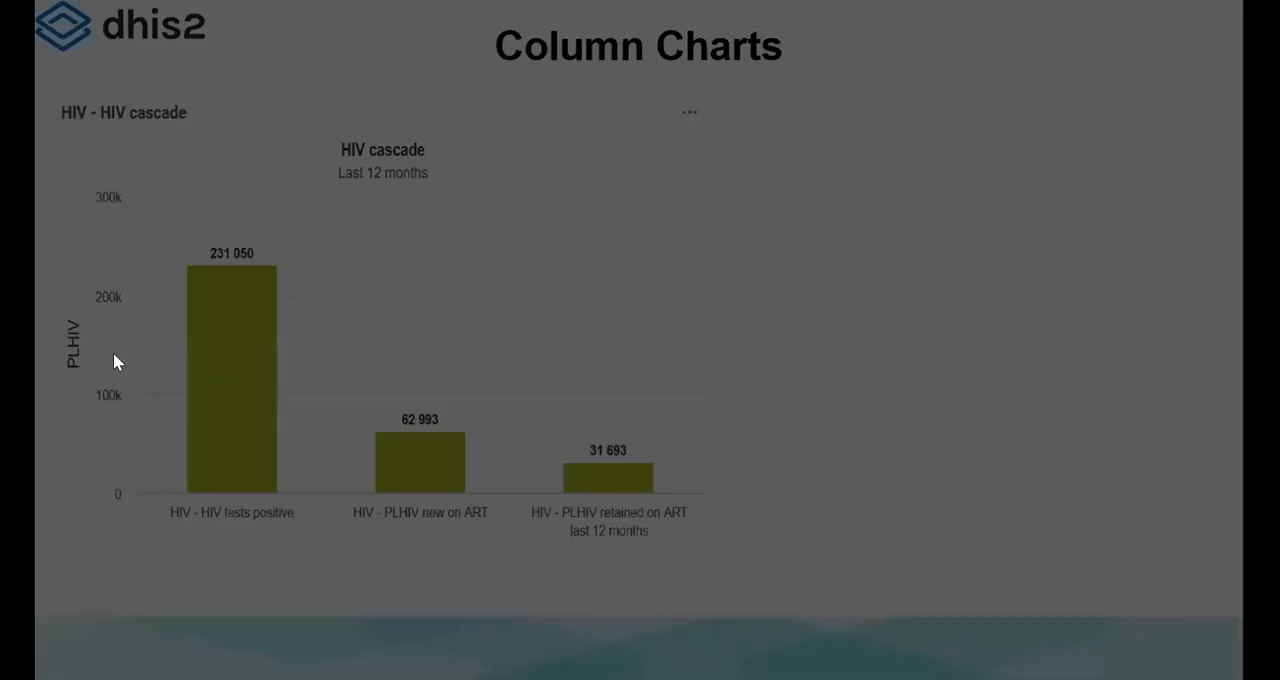 dhis2
Column Charts
HIV - HIV cascade
HIV cascade
Last 12 months
300k
231 050
200k
PLHIV
100k
62 993
31 693
0
HIV - HIV tests positive
HIV - PLHIV new on ART
HIV - PLHIV retained on ART
last 12 months